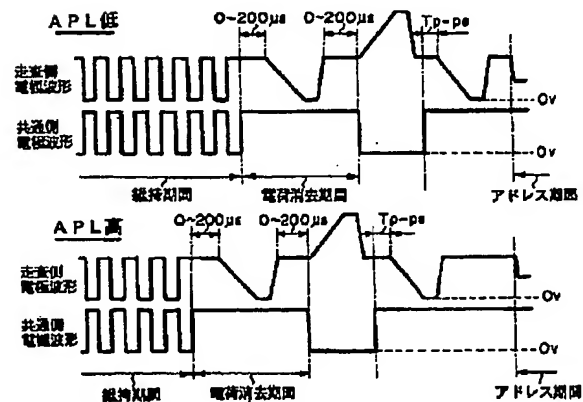 APL低
0~200μs 0~200μs Tp-ps
走査側
電極波形
0v
共通側
電極波形
0v
維持期間 電荷消去期間 アドレス期間
APL高
0~200μs 0~200μs Tp-ps
走査側
電極波形
0v
共通側
電極波形
0v
維持期間 電荷消去期間 アドレス期間